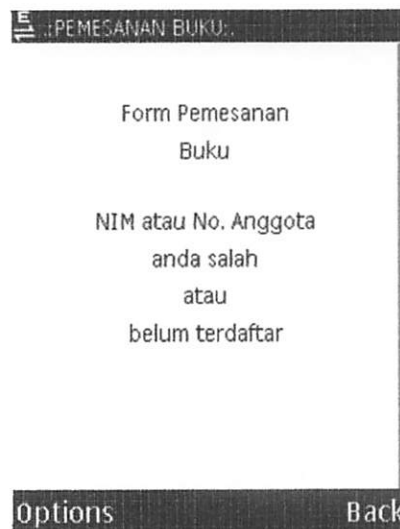 .:PEMESANAN BUKU:.
Form Pemesanan
Buku
NIM atau No. Anggota
anda salah
atau
belum terdaftar
Options Back